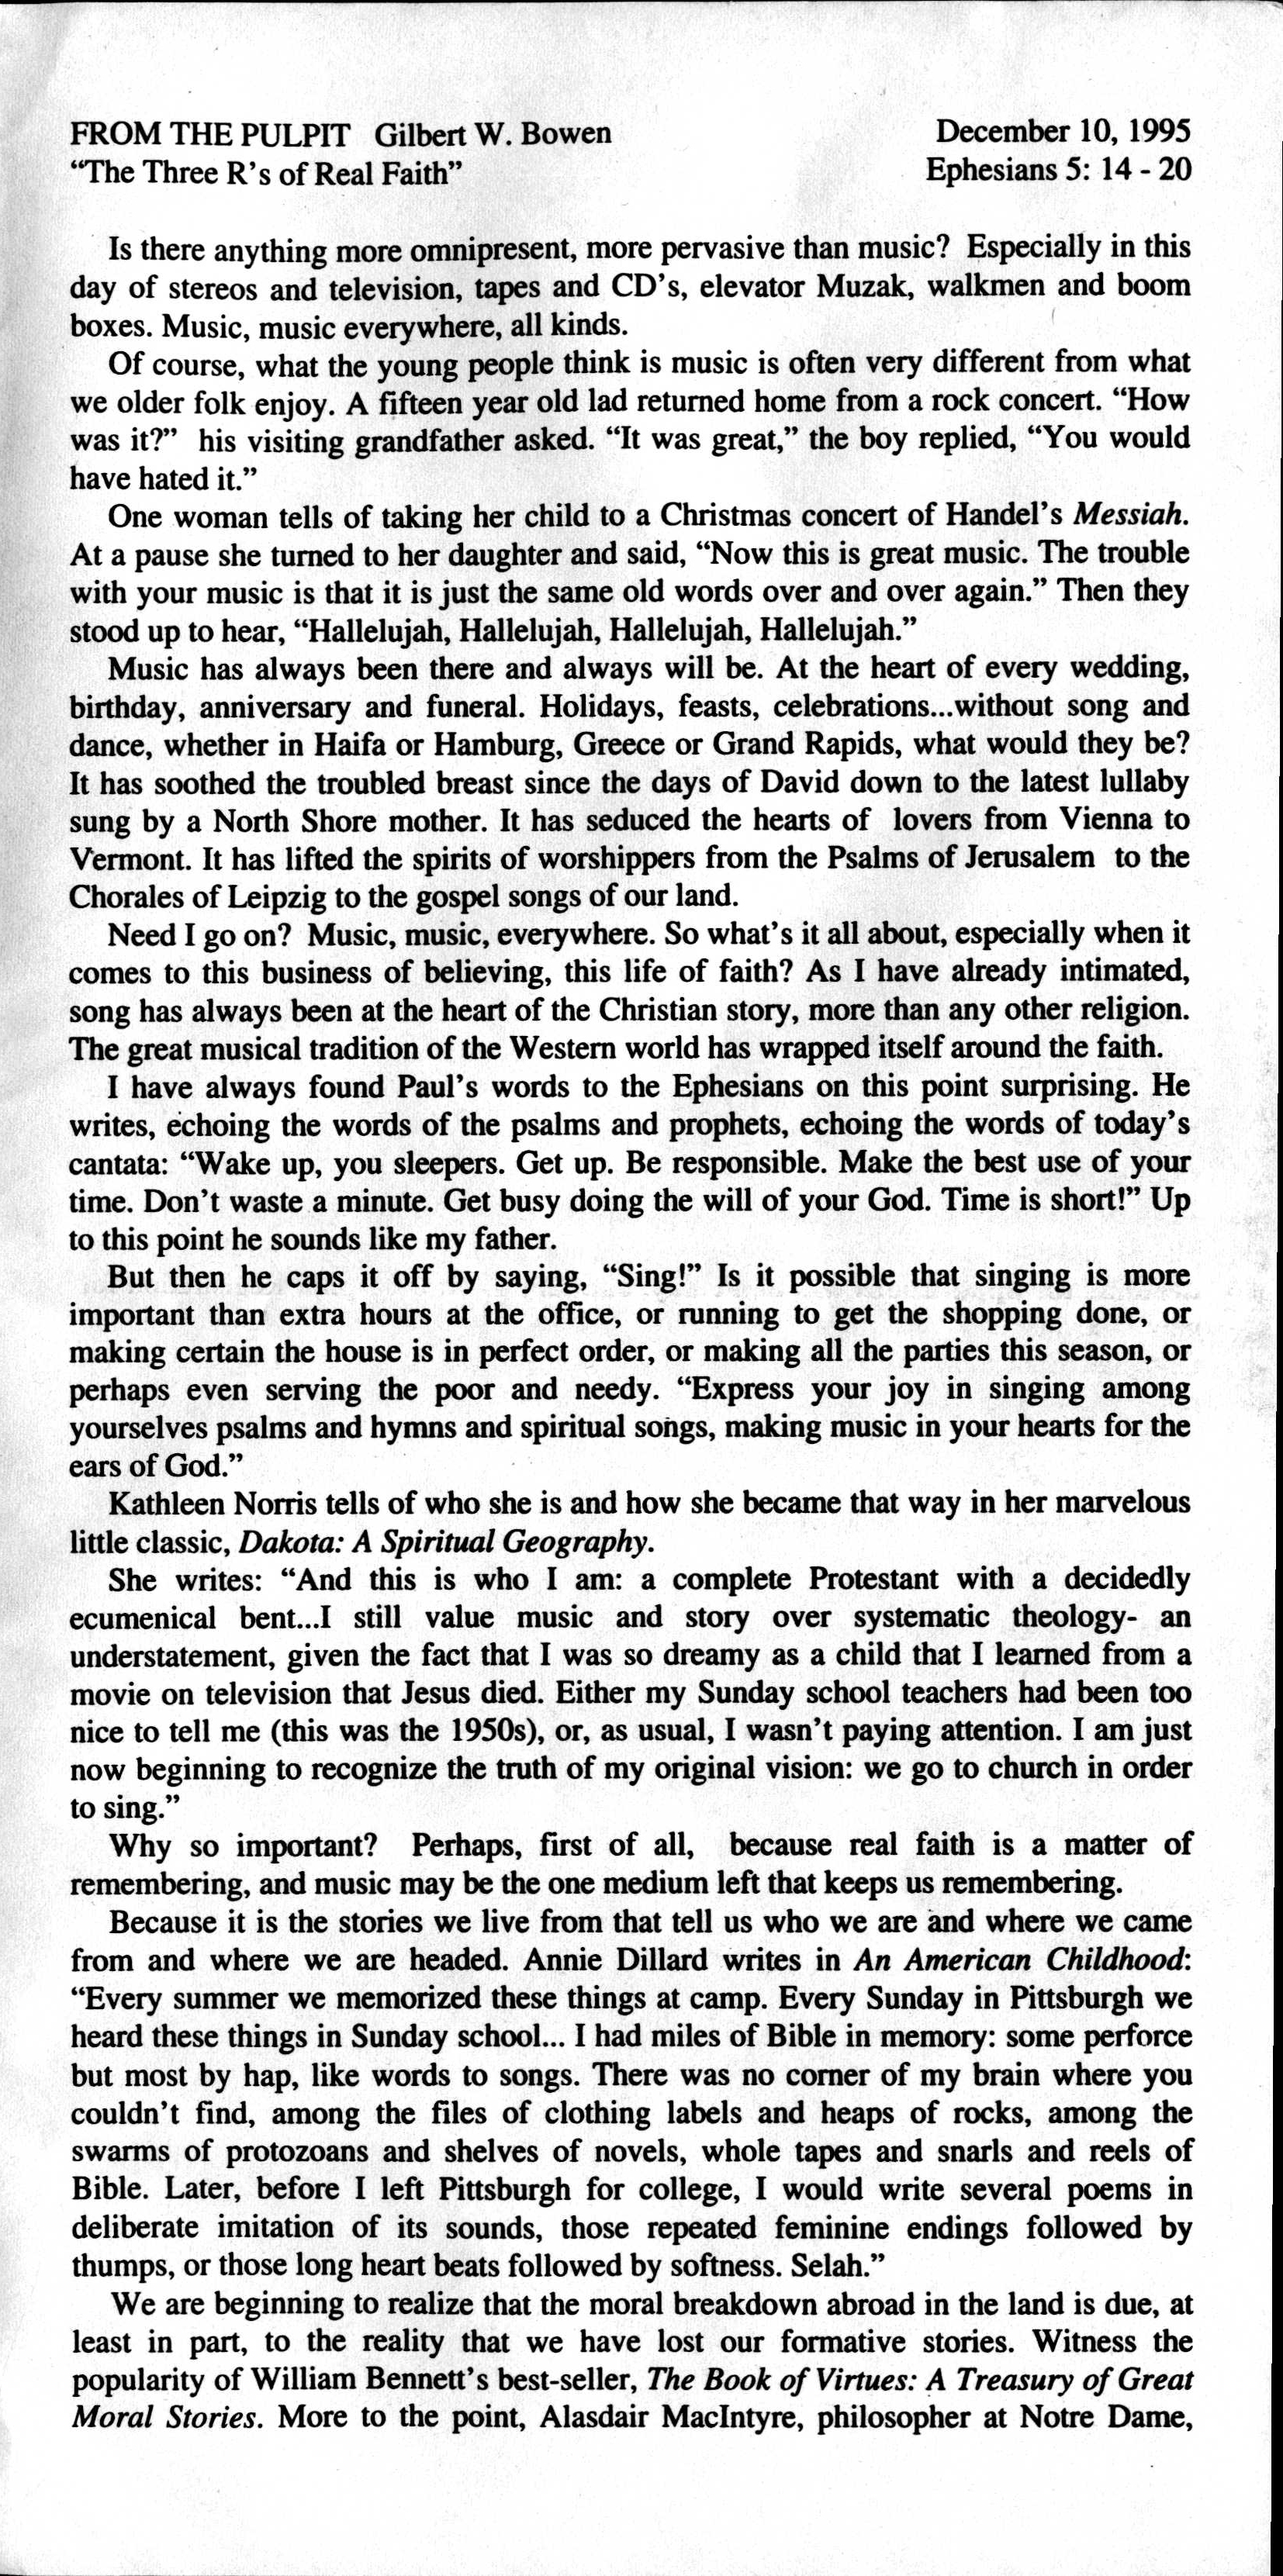 FROM THE PULPIT Gilbert W. Bowen December 10, 1995
“The Three R’s of Real Faith” Ephesians 5: 14 - 20
Is there anything more omnipresent, more pervasive than music? Especially in this
day of stereos and television, tapes and CD’s, elevator Muzak, walkmen and boom
boxes. Music, music everywhere, all kinds.
Of course, what the young people think is music is often very different from what
we older folk enjoy. A fifteen year old lad returned home from a rock concert. “How
was it?” his visiting grandfather asked. “It was great,” the boy replied, “You would
have hated it.”
One woman tells of taking her child to a Christmas concert of Handel’s Messiah.
At a pause she turned to her daughter and said, “Now this is great music. The trouble
with your music is that it is just the same old words over and over again.” Then they
stood up to hear, “Hallelujah, Hallelujah, Hallelujah, Hallelujah.”
Music has always been there and always will be. At the heart of every wedding,
birthday, anniversary and funeral. Holidays, feasts, celebrations...without song and
dance, whether in Haifa or Hamburg, Greece or Grand Rapids, what would they be?
It has soothed the troubled breast since the days of David down to the latest lullaby
sung by a North Shore mother. It has seduced the hearts of lovers from Vienna to
Vermont. It has lifted the spirits of worshippers from the Psalms of Jerusalem to the
Chorales of Leipzig to the gospel songs of our land.
Need I go on? Music, music, everywhere. So what’s it all about, especially when it
comes to this business of believing, this life of faith? As I have already intimated,
song has always been at the heart of the Christian story, more than any other religion.
The great musical tradition of the Western world has wrapped itself around the faith.
I have always found Paul’s words to the Ephesians on this point surprising. He
writes, echoing the words of the psalms and prophets, echoing the words of today’s
cantata: “Wake up, you sleepers. Get up. Be responsible. Make the best use of your
time. Don’t waste a minute. Get busy doing the will of your God. Time is short!” Up
to this point he sounds like my father.
But then he caps it off by saying, “Sing!” Is it possible that singing is more
important than extra hours at the office, or running to get the shopping done, or
making certain the house is in perfect order, or making all the parties this season, or
perhaps even serving the poor and needy. “Express your joy in singing among
yourselves psalms and hymns and spiritual songs, making music in your hearts for the
ears of God.”
Kathleen Norris tells of who she is and how she became that way in her marvelous
little classic, Dakota: A Spiritual Geography.
She writes: “And this is who I am: a complete Protestant with a decidedly
ecumenical bent...I still value music and story over systematic theology- an
understatement, given the fact that I was so dreamy as a child that I learned from a
movie on television that Jesus died. Either my Sunday school teachers had been too
nice to tell me (this was the 1950s), or, as usual, I wasn’t paying attention. I am just
now beginning to recognize the truth of my original vision: we go to church in order
to sing.”
Why so important? Perhaps, first of all, because real faith is a matter of
remembering, and music may be the one medium left that keeps us remembering.
Because it is the stories we live from that tell us who we are and where we came
from and where we are headed. Annie Dillard writes in An American Childhood:
“Every summer we memorized these things at camp. Every Sunday in Pittsburgh we
heard these things in Sunday school... I had miles of Bible in memory: some perforce
but most by hap, like words to songs. There was no corner of my brain where you
couldn’t find, among the files of clothing labels and heaps of rocks, among the
swarms of protozoans and shelves of novels, whole tapes and snarls and reels of
Bible. Later, before I left Pittsburgh for college, I would write several poems in
deliberate imitation of its sounds, those repeated feminine endings followed by
thumps, or those long heart beats followed by softness. Selah.”
We are beginning to realize that the moral breakdown abroad in the land is due, at
least in part, to the reality that we have lost our formative stories. Witness the
popularity of William Bennett’s best-seller, The Book of Virtues: A Treasury of Great
Moral Stories. More to the point, Alasdair MacIntyre, philosopher at Notre Dame,